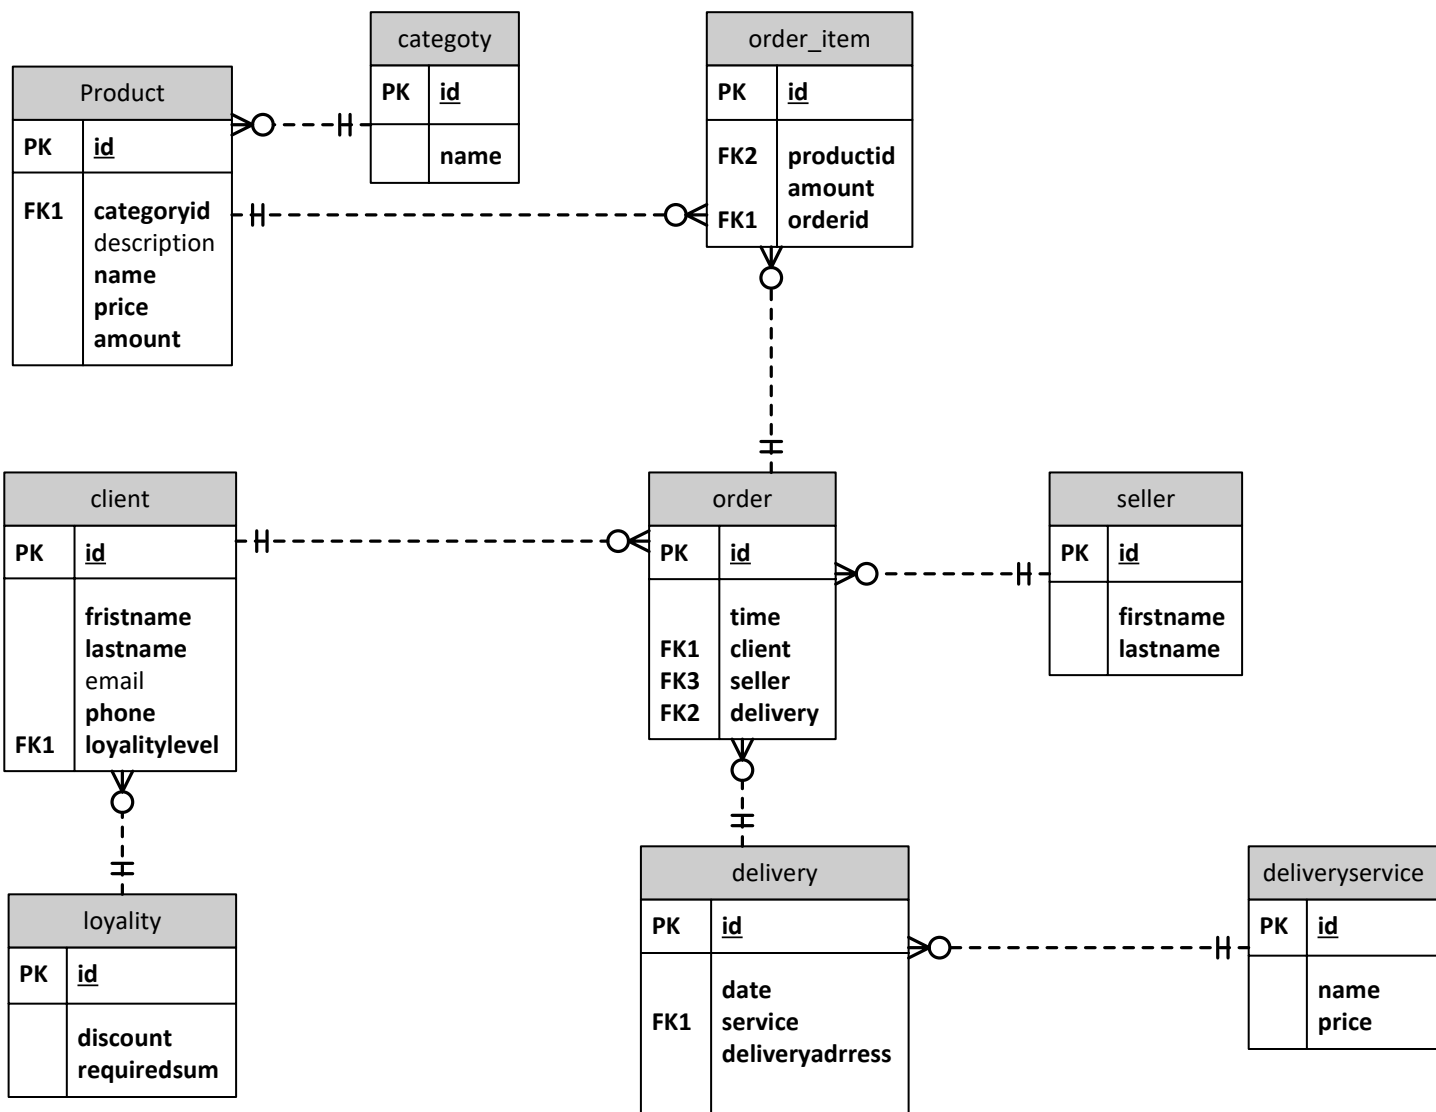 categoty
PK id
name
order_item
PK id
FK2 productid
amount
FK1 orderid
Product
PK id
FK1 categoryid
description
name
price
amount
client
PK id
fristname
lastname
email
phone
FK1 loyalitylevel
order
PK id
time
FK1 client
FK3 seller
FK2 delivery
seller
PK id
firstname
lastname
loyality
PK id
discount
requiredsum
delivery
PK id
date
FK1 service
deliveryadrress
deliveryservice
PK id
name
price